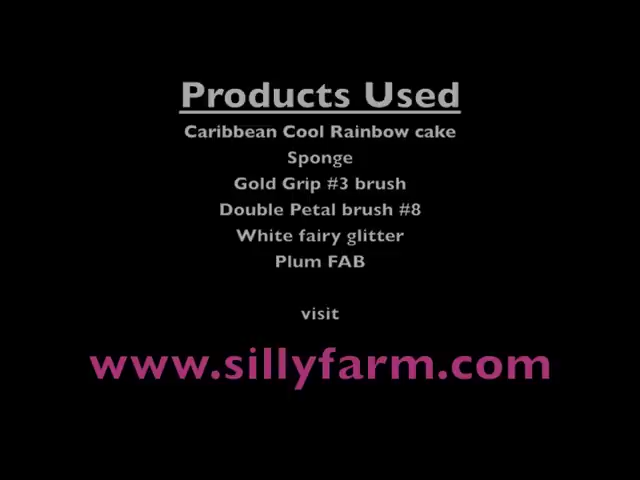 Products Used
Caribbean Cool Rainbow cake
Sponge
Gold Grip #3 brush
Double Petal brush #8
White fairy glitter
Plum FAB
visit
www.sillyfarm.com